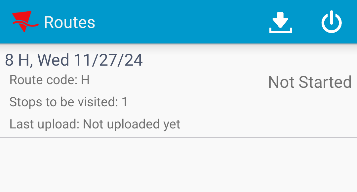 Routes
8 H, Wed 11/27/24
Route code: H
Not Started
Stops to be visited: 1
Last upload: Not uploaded yet